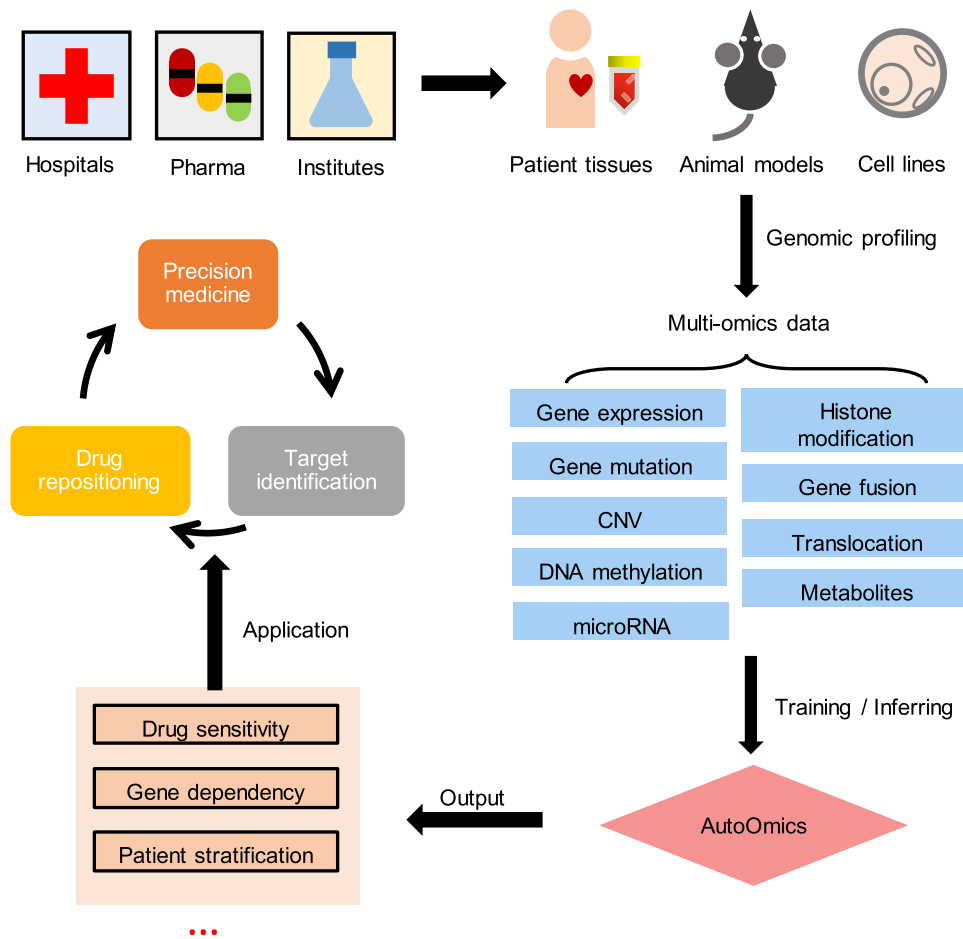 Hospitals
Pharma
Institutes
Patient tissues
Animal models
Cell lines
Genomic profiling
Multi-omics data
Gene expression
Gene mutation
CNV
DNA methylation
microRNA
Histone
modification
Gene fusion
Translocation
Metabolites
Training / Inferring
AutoOmics
Output
Drug sensitivity
Gene dependency
Patient stratification
...
Application
Precision
medicine
Target
identification
Drug
repositioning